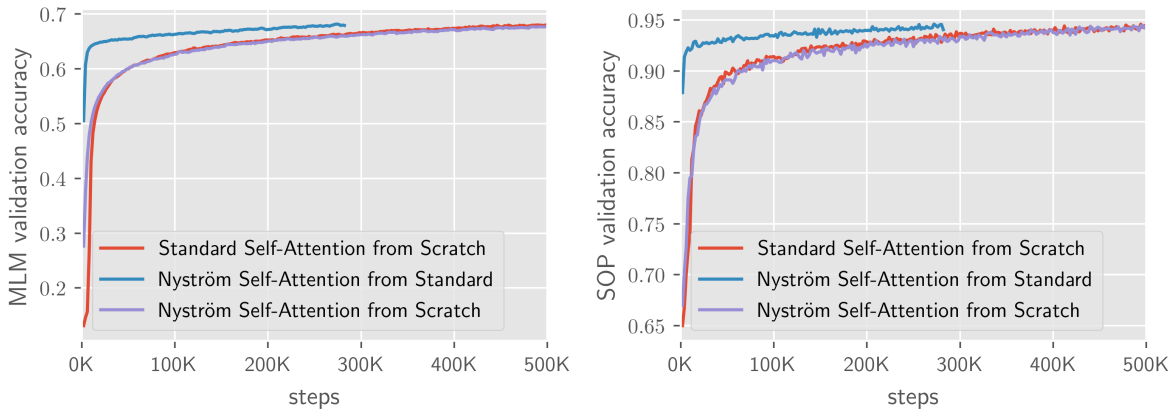 MLM validation accuracy
0.7
0.6
0.5
0.4
0.3
0.2
Standard Self-Attention from Scratch
Nyström Self-Attention from Standard
Nyström Self-Attention from Scratch
0K 100K 200K 300K 400K 500K
steps
SOP validation accuracy
0.95
0.90
0.85
0.80
0.75
0.70
0.65
Standard Self-Attention from Scratch
Nyström Self-Attention from Standard
Nyström Self-Attention from Scratch
0K 100K 200K 300K 400K 500K
steps